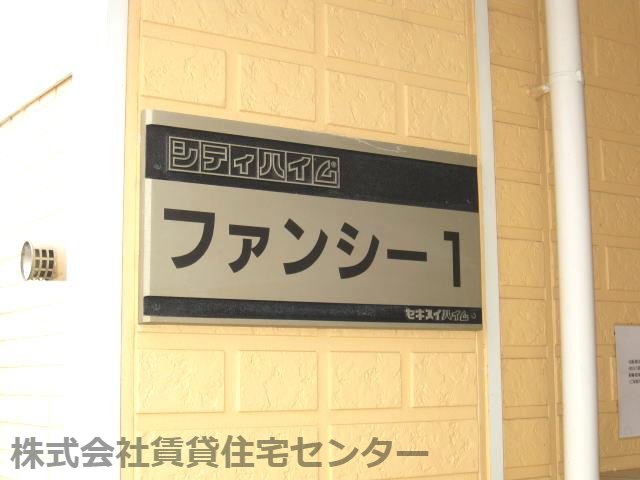 シティハイム
ファンシー1
セキスイハイム
株式会社賃貸住宅センター